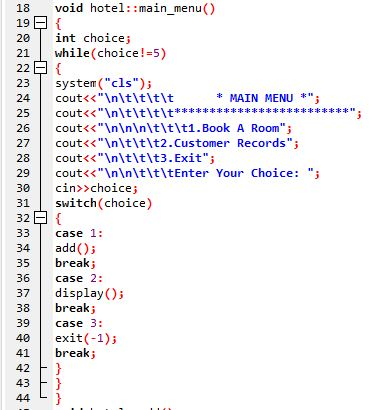 18 void hotel::main_menu()
19 {
20 int choice;
21 while(choice!=5)
22 {
23 system("cls");
24 cout<<"\n\t\t\t\t      * MAIN MENU *";
25 cout<<"\n\t\t\t\t**************************";
26 cout<<"\n\n\n\t\t\t1.Book A Room";
27 cout<<"\n\t\t\t2.Customer Records";
28 cout<<"\n\t\t\t3.Exit";
29 cout<<"\n\n\t\t\tEnter Your Choice: ";
30 cin>>choice;
31 switch(choice)
32 {
33 case 1:
34 add();
35 break;
36 case 2:
37 display();
38 break;
39 case 3:
40 exit(-1);
41 break;
42 }
43 }
44 }